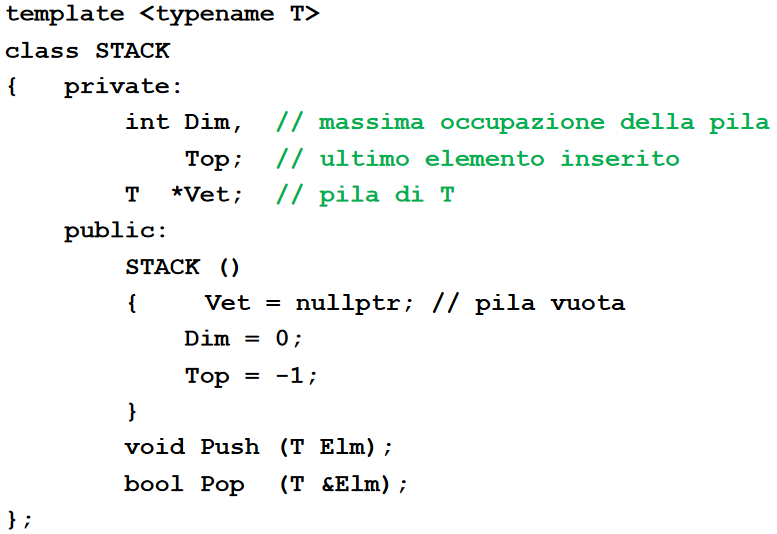 template <typename T>
class STACK
{   private:
        int Dim,  // massima occupazione della pila
            Top;  // ultimo elemento inserito
        T  *Vet;  // pila di T
    public:
        STACK ()
        {    Vet = nullptr; // pila vuota
            Dim = 0;
            Top = -1;
        }
        void Push (T Elm);
        bool Pop  (T &Elm);
};